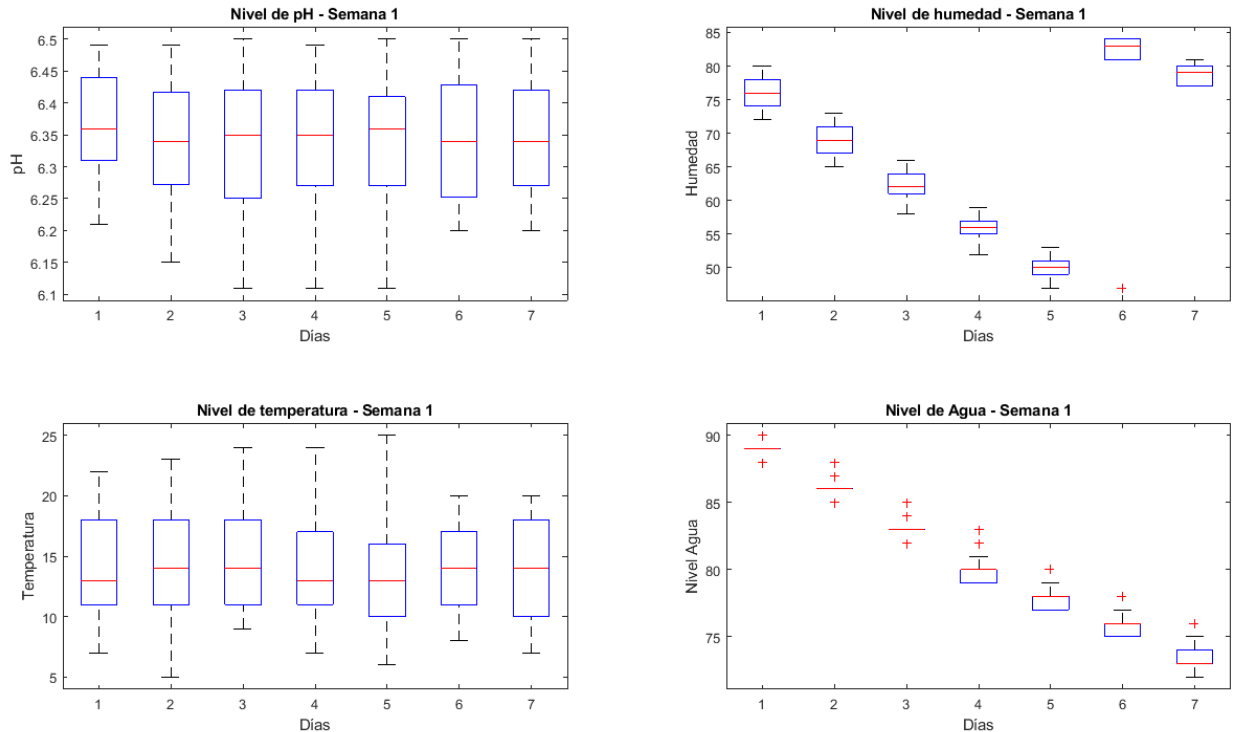 Nivel de pH - Semana 1
6.5
6.45
6.4
6.35
6.3
6.25
6.2
6.15
6.1
pH
1 2 3 4 5 6 7
Días
Nivel de humedad - Semana 1
85
80
75
70
65
60
55
50
Humedad
1 2 3 4 5 6 7
Días
Nivel de temperatura - Semana 1
25
20
15
10
5
Temperatura
1 2 3 4 5 6 7
Días
Nivel de Agua - Semana 1
90
85
80
75
Nivel Agua
1 2 3 4 5 6 7
Días